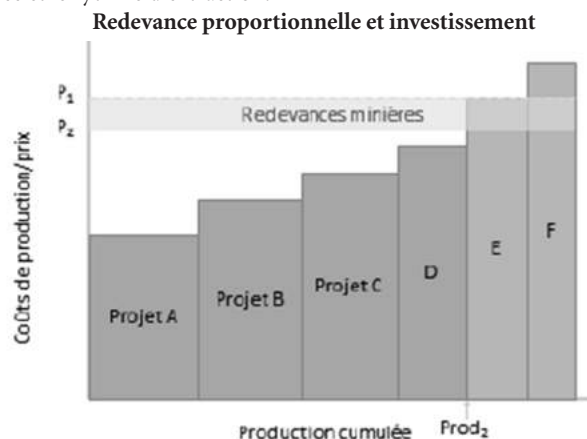 Redevance proportionnelle et investissement
P₁
Redevances minières
P₂
Coûts de production/prix
Projet A
Projet B
Projet C
D
E
F
Production cumulée
Prod₂